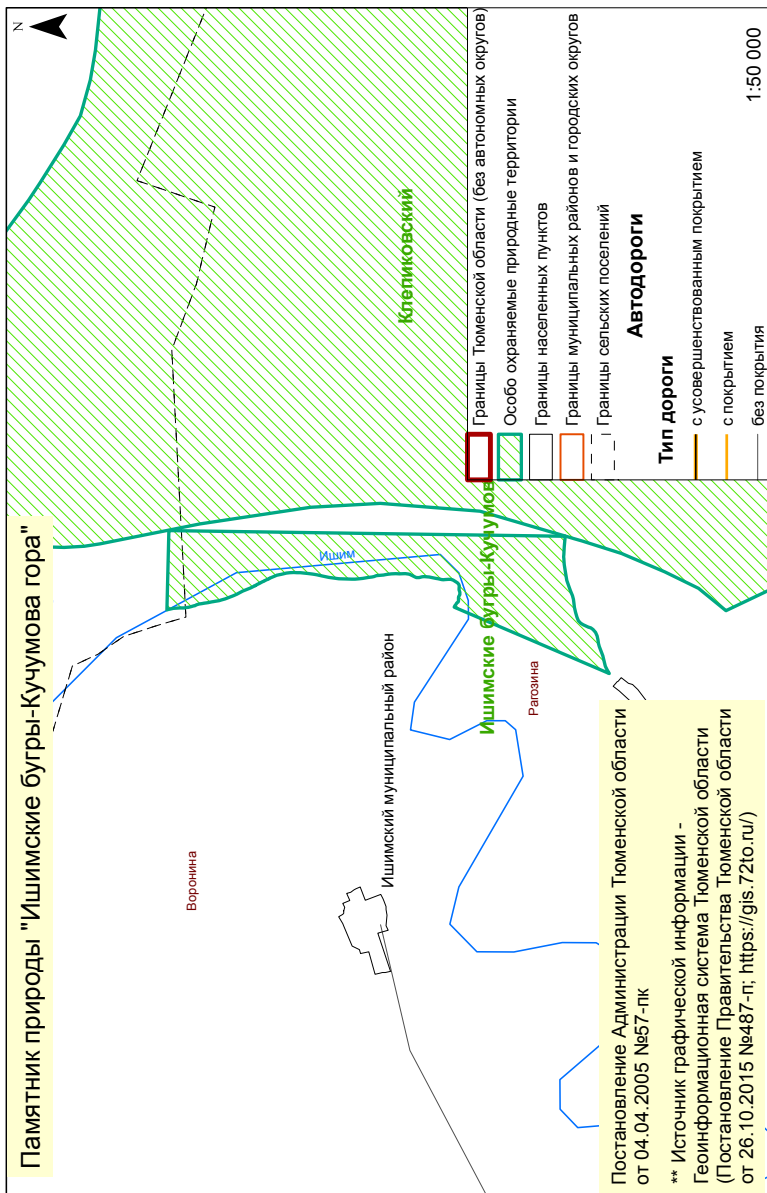 Памятник природы "Ишимские бугры-Кучумова гора"
N
Клепиковский
Ишим
Воронина
Ишимский муниципальный район
Ишимские бугры-Кучумов
Рагозина
Границы Тюменской области (без автономных округов)
Особо охраняемые природные территории
Границы населенных пунктов
Границы муниципальных районов и городских округов
Границы сельских поселений
Автодороги
Тип дороги
с усовершенствованным покрытием
с покрытием
без покрытия
1:50 000
Постановление Администрации Тюменской области
от 04.04.2005 №57-пк
** Источник графической информации -
Геоинформационная система Тюменской области
(Постановление Правительства Тюменской области
от 26.10.2015 №487-п; https://gis.72to.ru/)